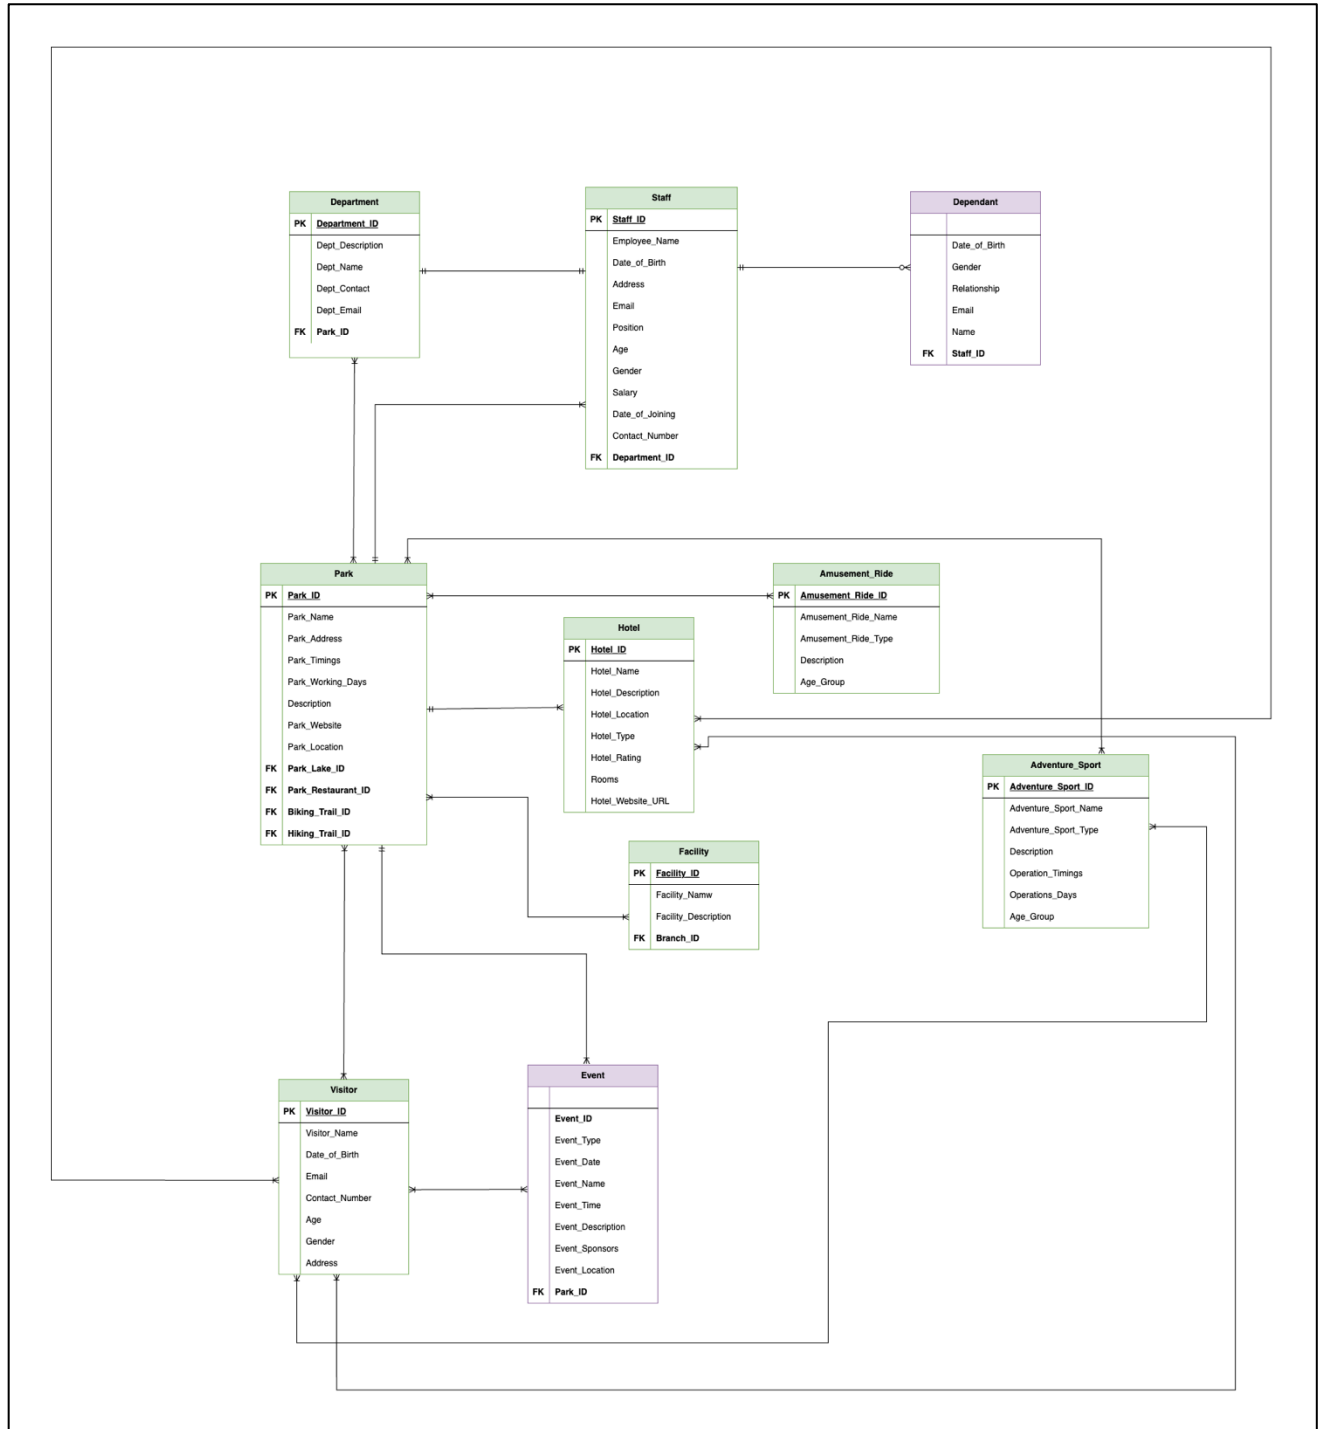 Department
PK Department_ID
Dept_Description
Dept_Name
Dept_Contact
Dept_Email
FK Park_ID
Staff
PK Staff_ID
Employee_Name
Date_of_Birth
Address
Email
Position
Age
Gender
Salary
Date_of_Joining
Contact_Number
FK Department_ID
Dependant
Date_of_Birth
Gender
Relationship
Email
Name
FK Staff_ID
Park
PK Park_ID
Park_Name
Park_Address
Park_Timings
Park_Working_Days
Description
Park_Website
Park_Location
FK Park_Lake_ID
FK Park_Restaurant_ID
FK Biking_Trail_ID
FK Hiking_Trail_ID
Hotel
PK Hotel_ID
Hotel_Name
Hotel_Description
Hotel_Location
Hotel_Type
Hotel_Rating
Rooms
Hotel_Website_URL
Amusement_Ride
PK Amusement_Ride_ID
Amusement_Ride_Name
Amusement_Ride_Type
Description
Age_Group
Adventure_Sport
PK Adventure_Sport_ID
Adventure_Sport_Name
Adventure_Sport_Type
Description
Operation_Timings
Operations_Days
Age_Group
Facility
PK Facility_ID
Facility_Namw
Facility_Description
FK Branch_ID
Visitor
PK Visitor_ID
Visitor_Name
Date_of_Birth
Email
Contact_Number
Age
Gender
Address
Event
Event_ID
Event_Type
Event_Date
Event_Name
Event_Time
Event_Description
Event_Sponsors
Event_Location
FK Park_ID